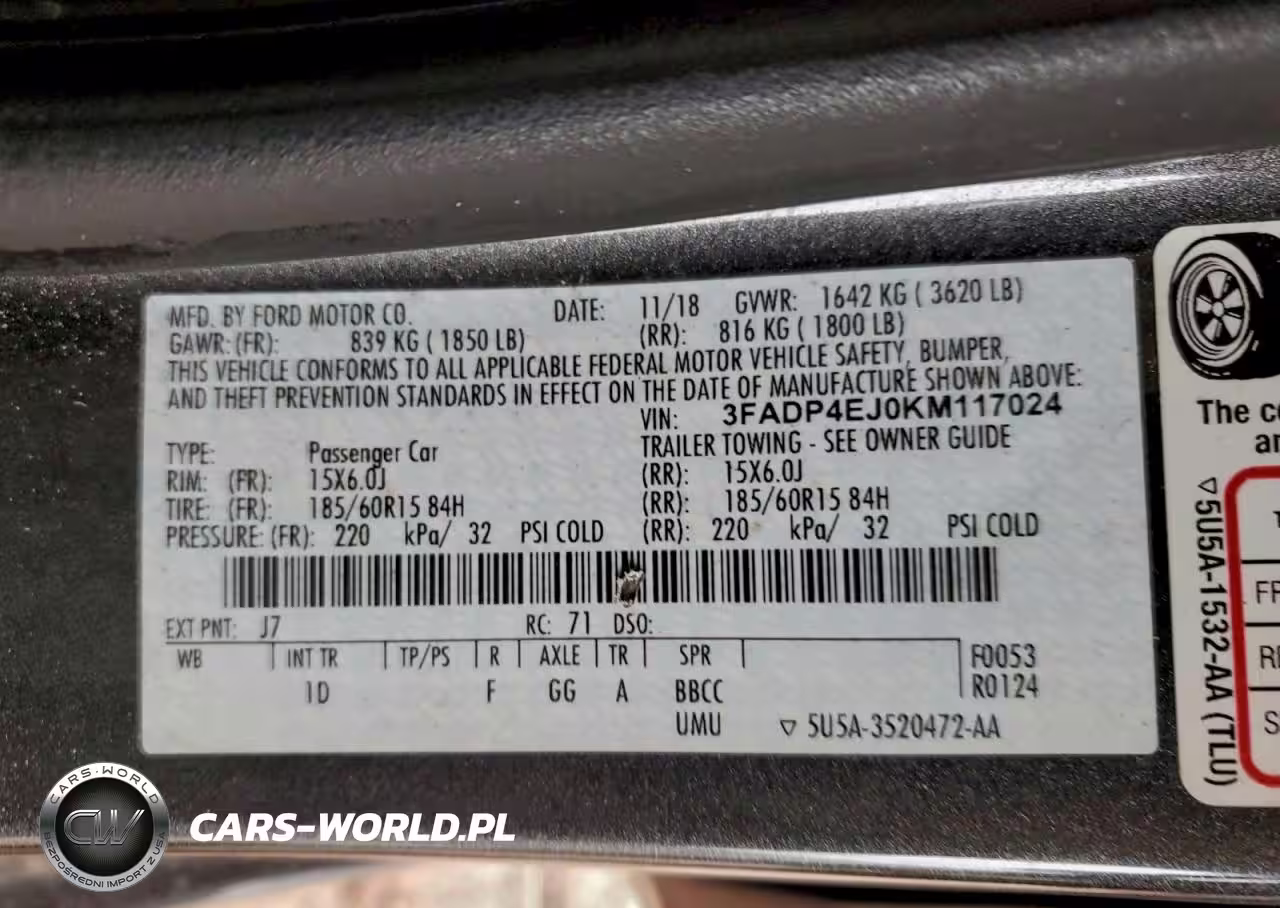 MFD. BY FORD MOTOR CO. DATE: 11/18 GVWR: 1642 KG ( 3620 LB)
GAWR: (FR): 839 KG ( 1850 LB) (RR): 816 KG ( 1800 LB)
THIS VEHICLE CONFORMS TO ALL APPLICABLE FEDERAL MOTOR VEHICLE SAFETY, BUMPER,
AND THEFT PREVENTION STANDARDS IN EFFECT ON THE DATE OF MANUFACTURE SHOWN ABOVE:
VIN: 3FADP4EJ0KM117024
TYPE: Passenger Car TRAILER TOWING - SEE OWNER GUIDE
RIM: (FR): 15X6.0J (RR): 15X6.0J
TIRE: (FR): 185/60R15 84H (RR): 185/60R15 84H
PRESSURE: (FR): 220 kPa/ 32 PSI COLD (RR): 220 kPa/ 32 PSI COLD
EXT PNT: J7 RC: 71 DSO:
WB INT TR TP/PS R AXLE TR SPR F0053
1D F GG A BBCC R0124
UMU ▽ 5U5A-3520472-AA
The
▽5U5A-1532-AA (TLU)
CARS-WORLD
CW
BEZPOŚREDNI IMPORT Z USA
CARS-WORLD.PL